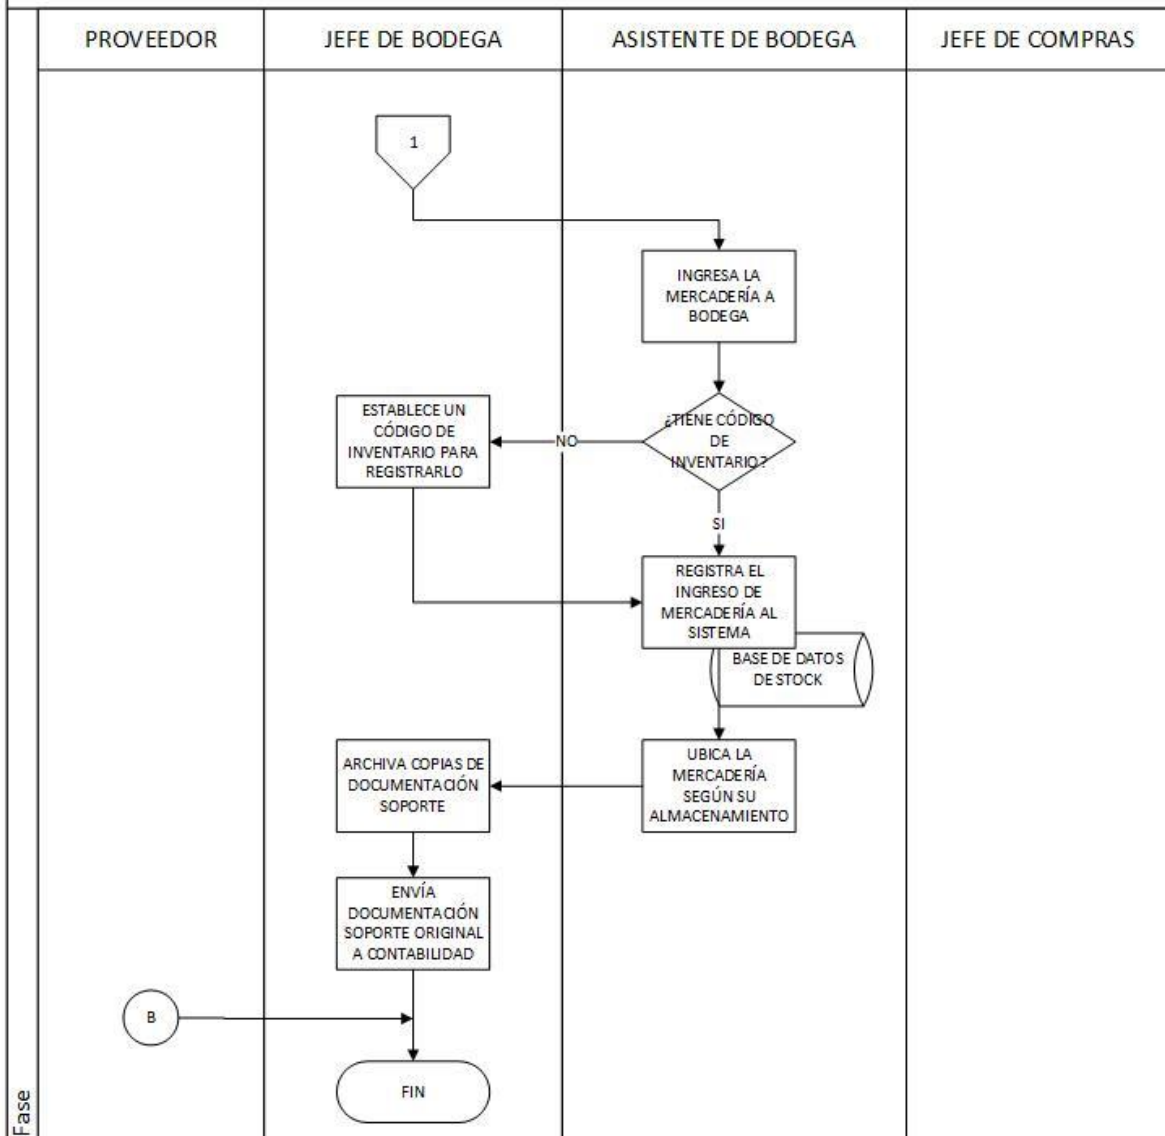 PROVEEDOR
JEFE DE BODEGA
ASISTENTE DE BODEGA
JEFE DE COMPRAS
1
INGRESA LA
MERCADERÍA A
BODEGA
¿TIENE CÓDIGO
DE
INVENTARIO?
NO
ESTABLECE UN
CÓDIGO DE
INVENTARIO PARA
REGISTRARLO
SI
REGISTRA EL
INGRESO DE
MERCADERÍA AL
SISTEMA
BASE DE DATOS
DE STOCK
UBICA LA
MERCADERÍA
SEGÚN SU
ALMACENAMIENTO
ARCHIVA COPIAS DE
DOCUMENTACIÓN
SOPORTE
ENVÍA
DOCUMENTACIÓN
SOPORTE ORIGINAL
A CONTABILIDAD
B
FIN
Fase